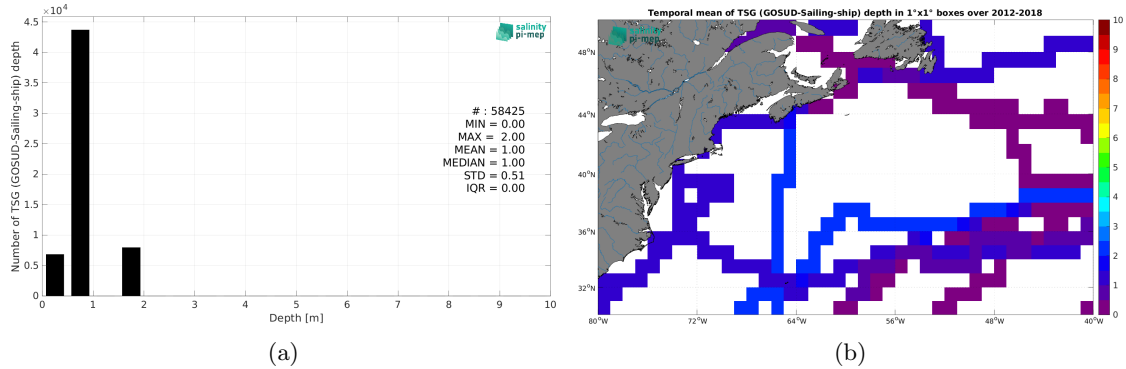 ×10⁴
4.5
4
3.5
3
2.5
2
1.5
1
0.5
0
Number of TSG (GOSUD-Sailing-ship) depth
salinity
pi-mep
# : 58425
MIN = 0.00
MAX = 2.00
MEAN = 1.00
MEDIAN = 1.00
STD = 0.51
IQR = 0.00
0 1 2 3 4 5 6 7 8 9 10
Depth [m]
(a)
Temporal mean of TSG (GOSUD-Sailing-ship) depth in 1°x1° boxes over 2012-2018
salinity
pi-mep
48°N
44°N
40°N
36°N
32°N
80°W 72°W 64°W 56°W 48°W 40°W
10
9
8
7
6
5
4
3
2
1
0
(b)